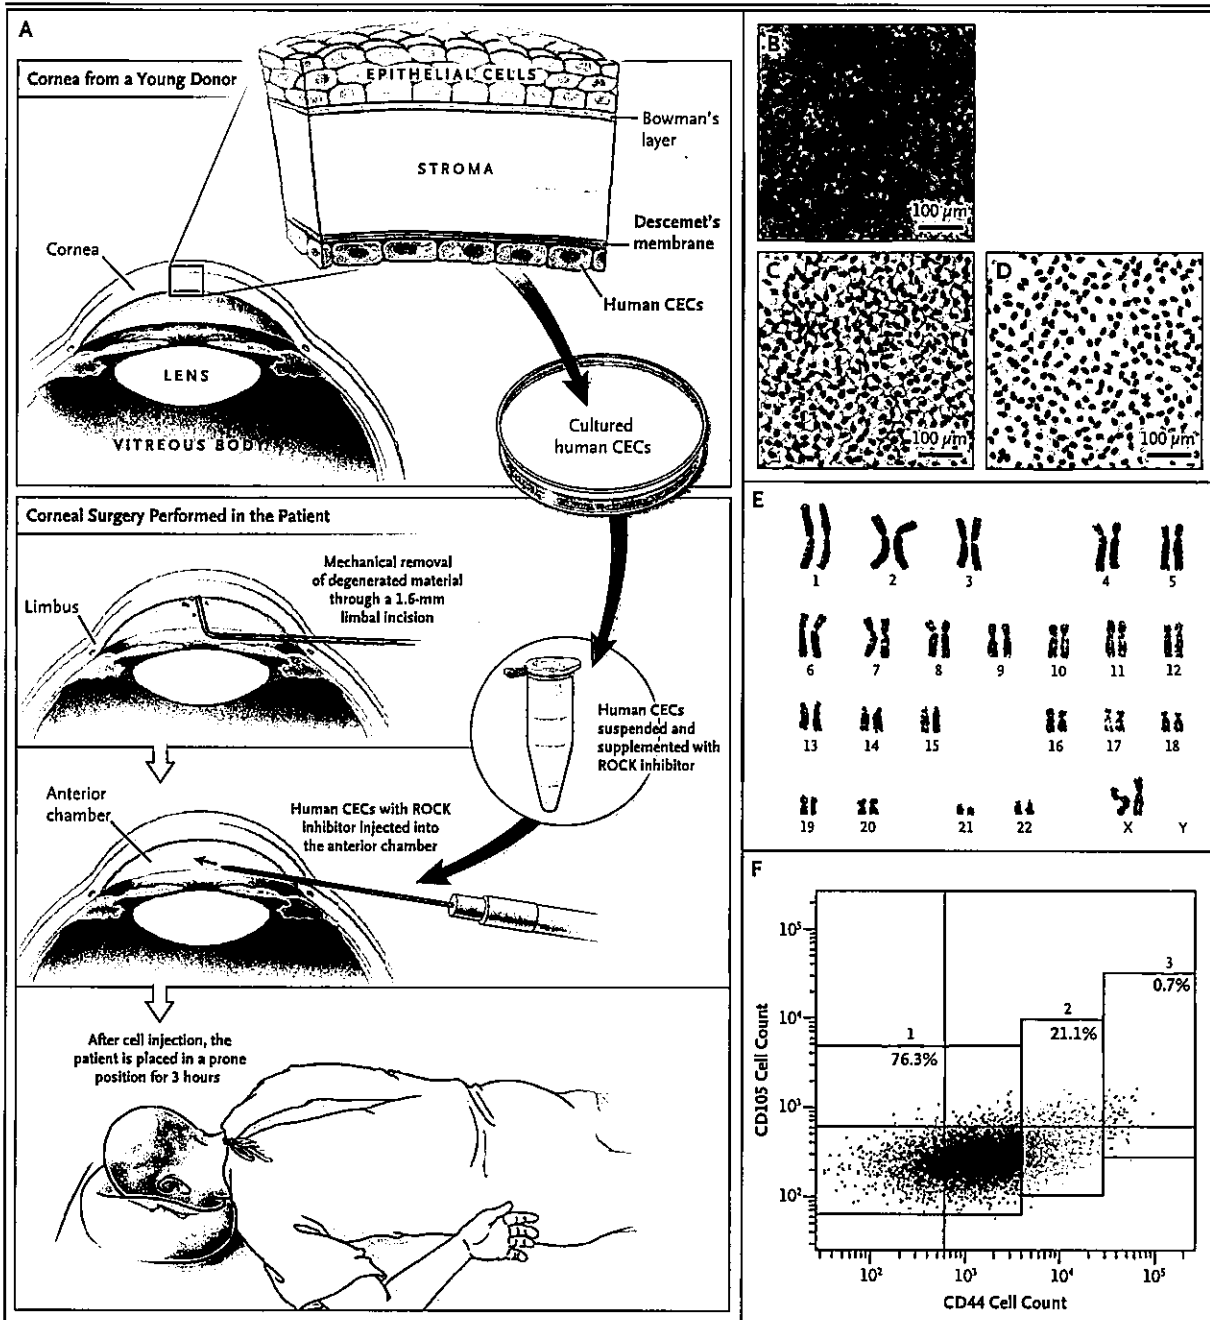 A
Cornea from a Young Donor
EPITHELIAL CELLS
Bowman's
layer
STROMA
Descemet's
membrane
Cornea
Human CECs
LENS
VITREOUS BODY
Cultured
human CECs
Corneal Surgery Performed in the Patient
Mechanical removal
of degenerated material
through a 1.6-mm
limbal incision
Limbus
Human CECs
suspended and
supplemented with
ROCK inhibitor
Anterior
chamber
Human CECs with ROCK
inhibitor injected into
the anterior chamber
After cell injection, the
patient is placed in a prone
position for 3 hours
B
100 µm
C
100 µm
D
100 µm
E
1 2 3 4 5
6 7 8 9 10 11 12
13 14 15 16 17 18
19 20 21 22 X Y
F
CD105 Cell Count
10⁵
10⁴
10³
10²
1
76.3%
2
21.1%
3
0.7%
10² 10³ 10⁴ 10⁵
CD44 Cell Count